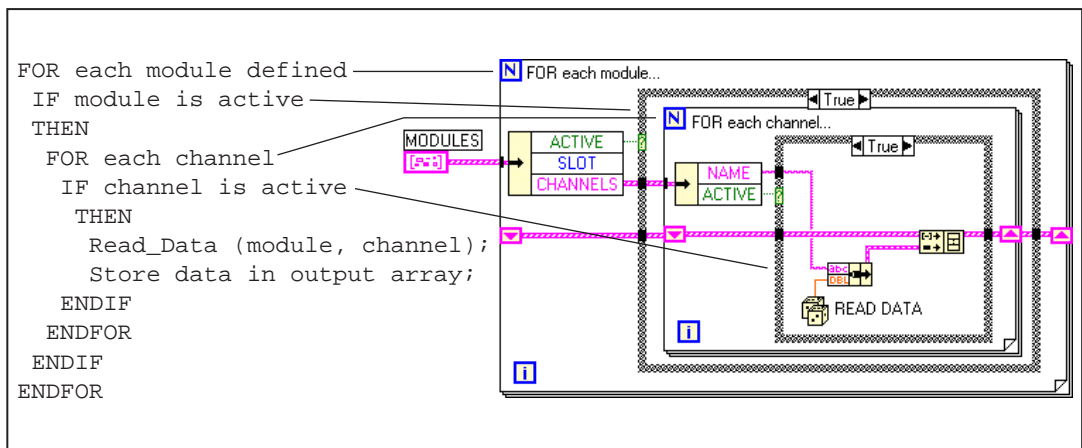 FOR each module defined
IF module is active
THEN
FOR each channel
IF channel is active
THEN
Read_Data (module, channel);
Store data in output array;
ENDIF
ENDFOR
ENDIF
ENDFOR
N FOR each module...
True
N FOR each channel...
True
MODULES
ACTIVE
SLOT
CHANNELS
?
NAME
ACTIVE
?
abc
DBL
READ DATA
i
i